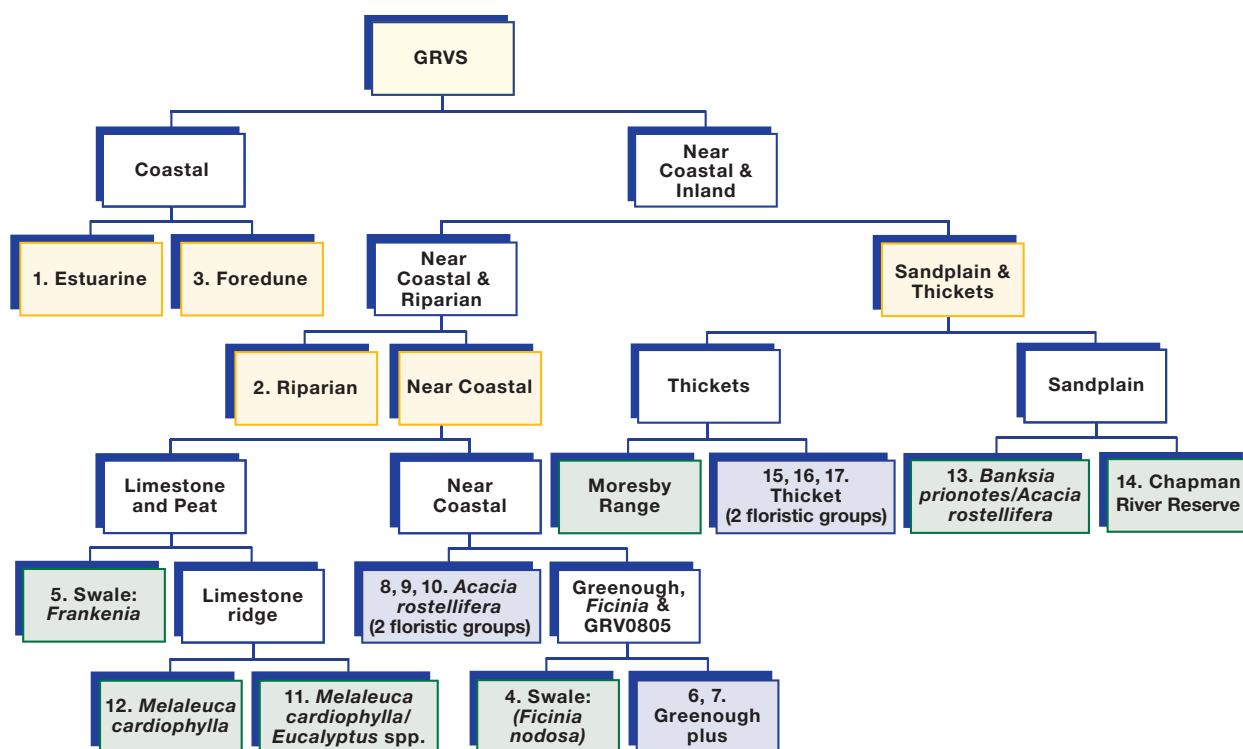 GRVS
Coastal
Near
Coastal &
Inland
1. Estuarine
3. Foredune
Near
Coastal &
Riparian
Sandplain &
Thickets
2. Riparian
Near Coastal
Thickets
Sandplain
Limestone
and Peat
Near
Coastal
Moresby
Range
15, 16, 17.
Thicket
(2 floristic groups)
13. Banksia
prionotes/Acacia
rostellifera
14. Chapman
River Reserve
5. Swale:
Frankenia
Limestone
ridge
8, 9, 10. Acacia
rostellifera
(2 floristic groups)
Greenough,
Ficinia &
GRV0805
12. Melaleuca
cardiophylla
11. Melaleuca
cardiophylla/
Eucalyptus spp.
4. Swale:
(Ficinia
nodosa)
6, 7.
Greenough
plus